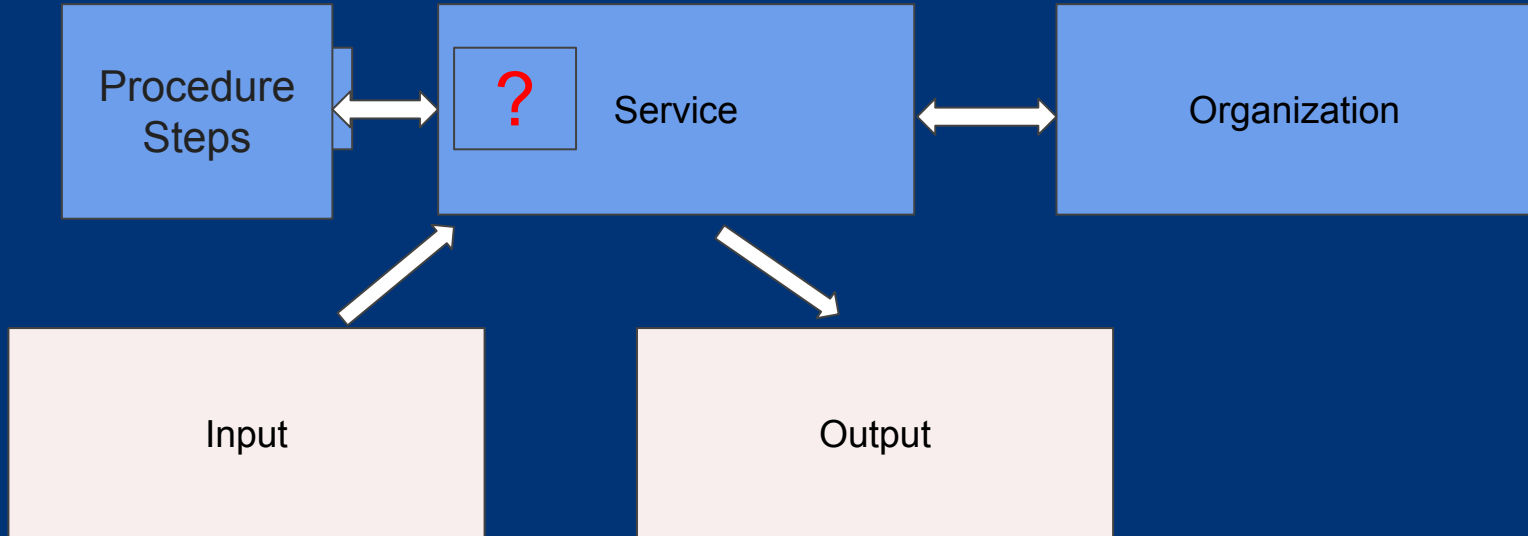 Procedure
Steps
?
Service
Organization
Input
Output